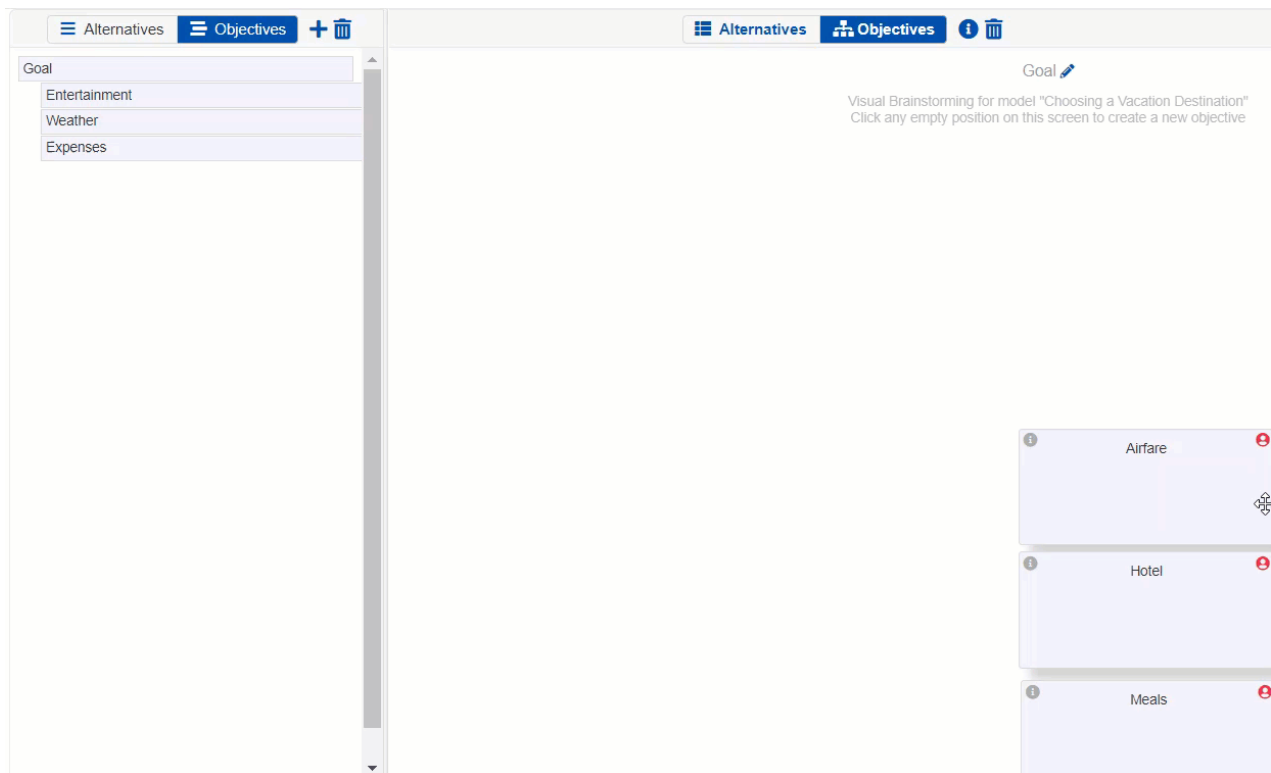 Alternatives Objectives
Goal
Entertainment
Weather
Expenses
Alternatives Objectives
Goal
Visual Brainstorming for model "Choosing a Vacation Destination"
Click any empty position on this screen to create a new objective
Airfare
Hotel
Meals